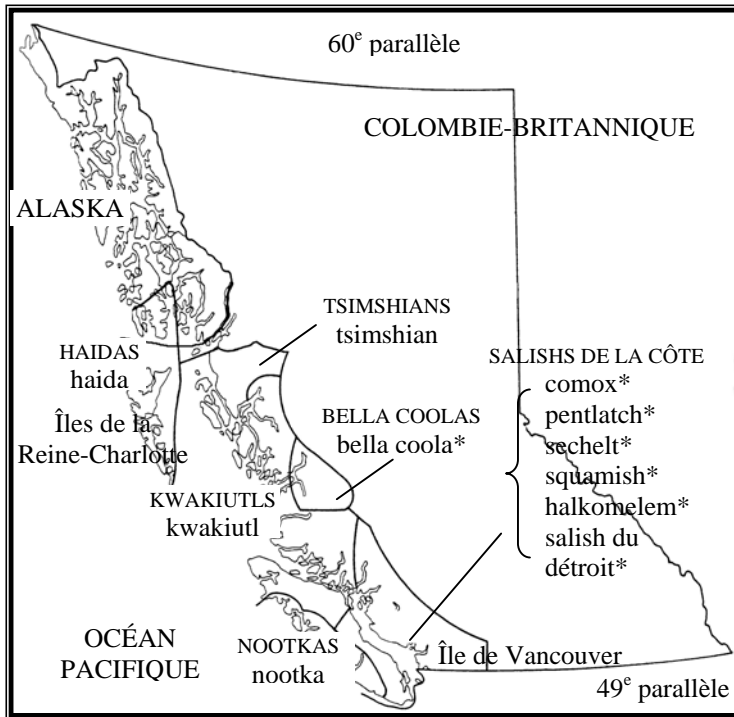 60e parallèle
COLOMBIE-BRITANNIQUE
ALASKA
TSIMSHIANS
tsimshian
HAIDAS
haida
SALISHS DE LA CÔTE
comox*
pentlatch*
sechelt*
squamish*
halkomelem*
salish du
détroit*
Îles de la
Reine-Charlotte
BELLA COOLAS
bella coola*
KWAKIUTLS
kwakiutl
OCÉAN
PACIFIQUE
NOOTKAS
nootka
Île de Vancouver
49e parallèle